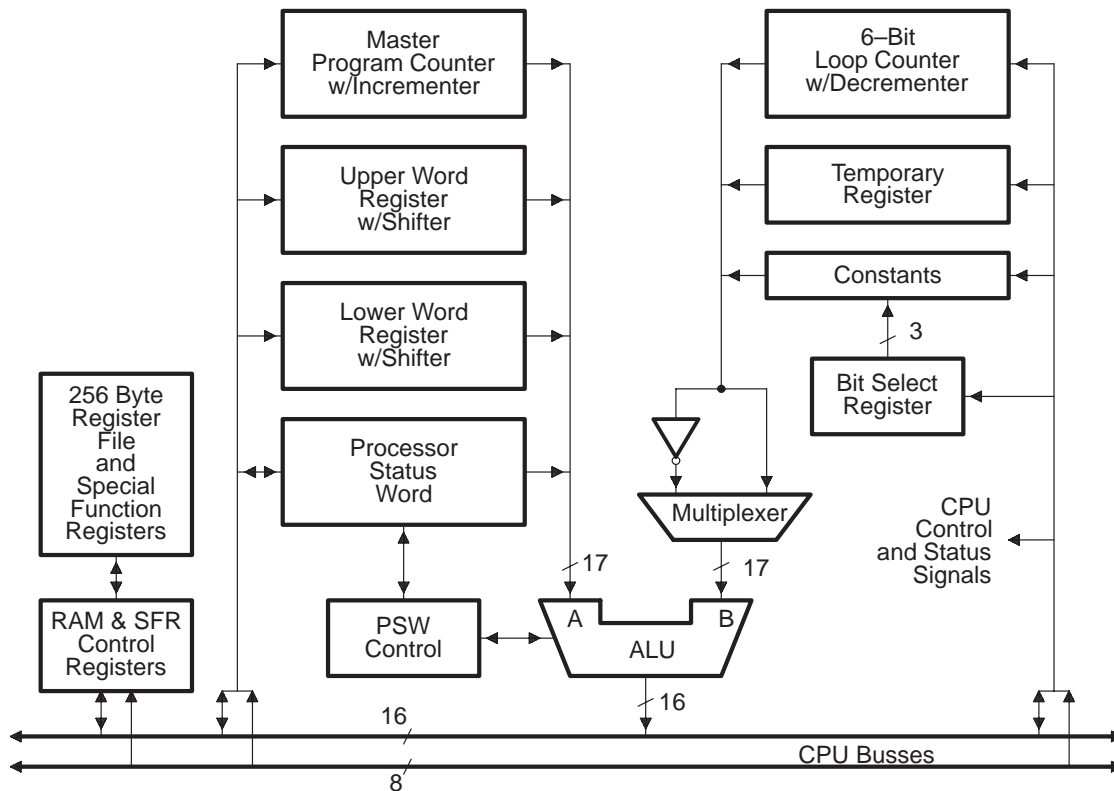 Master
Program Counter
w/Incrementer
6–Bit
Loop Counter
w/Decrementer
Upper Word
Register
w/Shifter
Temporary
Register
Constants
3
Lower Word
Register
w/Shifter
Bit Select
Register
256 Byte
Register
File
and
Special
Function
Registers
Processor
Status
Word
Multiplexer
CPU
Control
and Status
Signals
17
17
RAM & SFR
Control
Registers
PSW
Control
A
B
ALU
16
16
CPU Busses
8